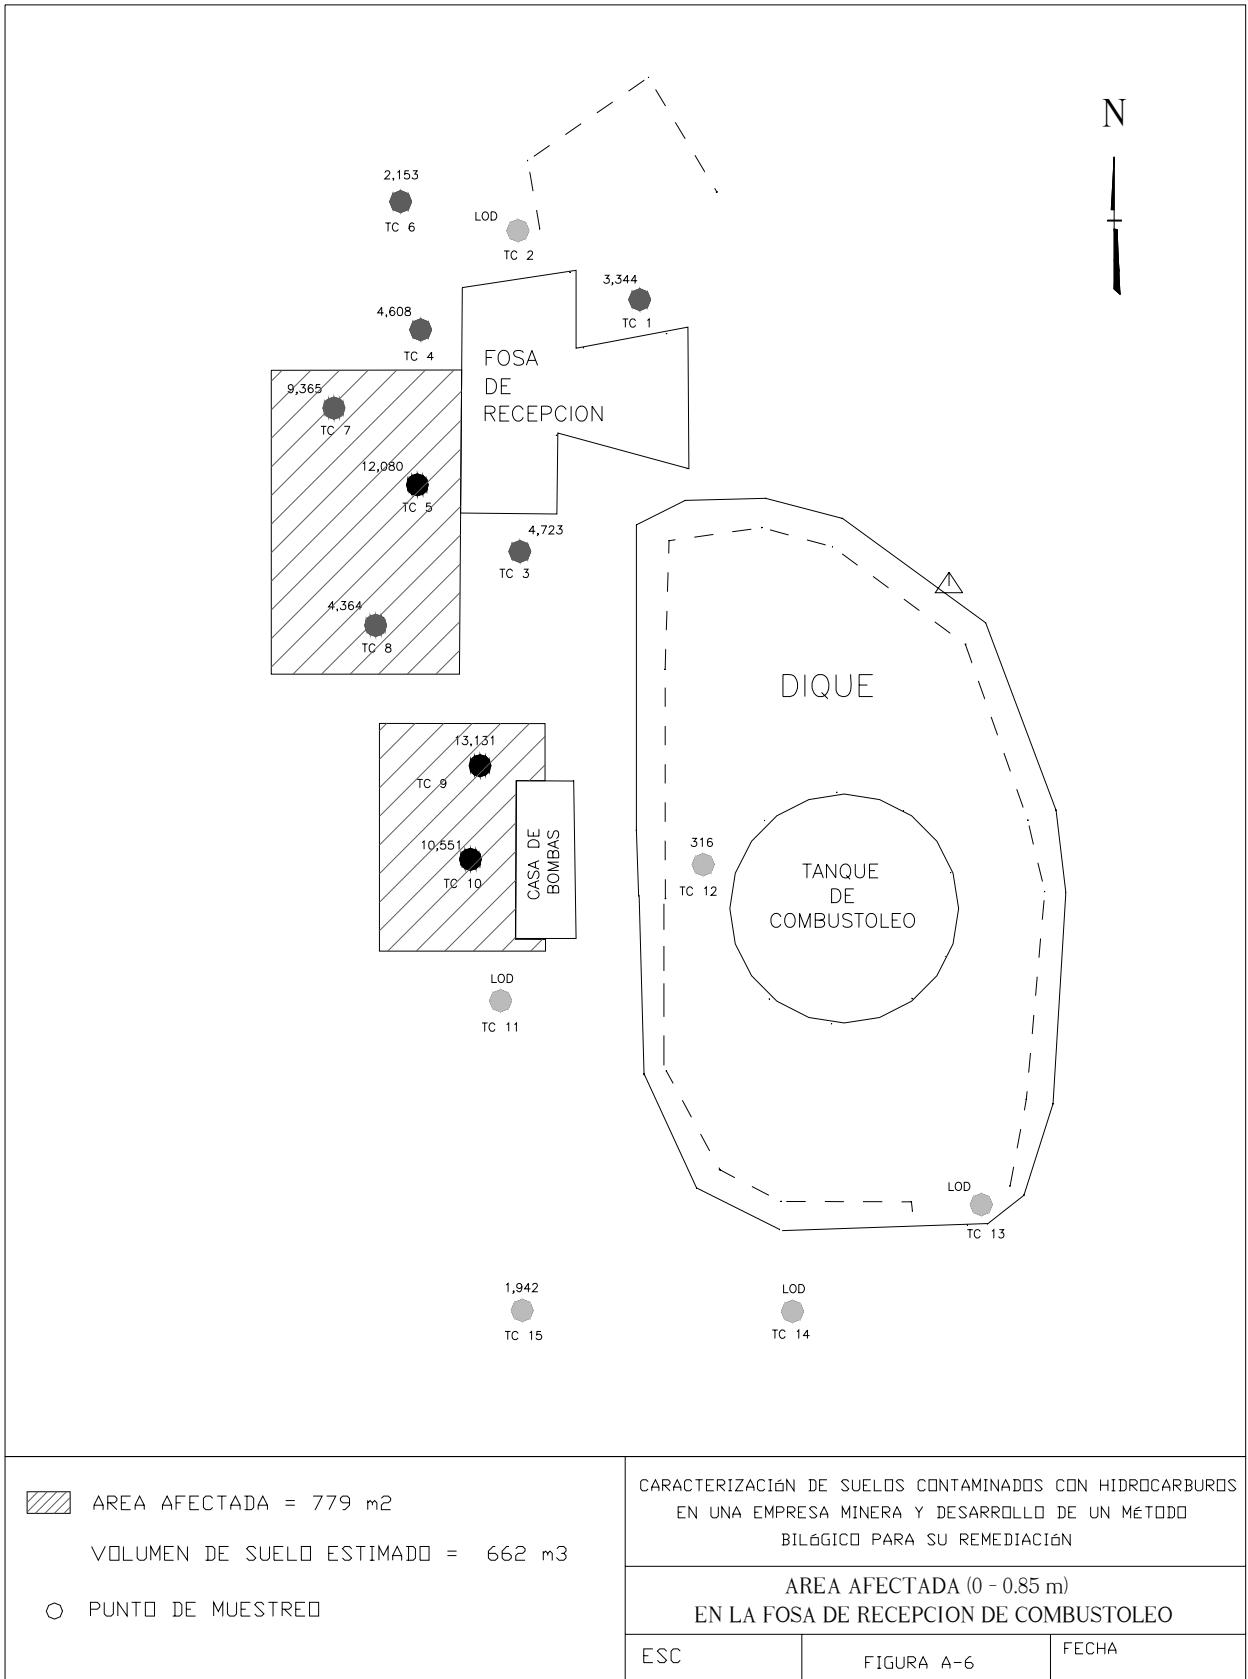 N
2,153
TC 6
LOD
TC 2
3,344
TC 1
4,608
TC 4
FOSA
DE
RECEPCION
9,365
TC 7
12,080
TC 5
4,723
TC 3
4,364
TC 8
DIQUE
13,131
TC 9
CASA DE
BOMBAS
10,551
TC 10
316
TC 12
TANQUE
DE
COMBUSTOLEO
LOD
TC 11
LOD
TC 13
1,942
TC 15
LOD
TC 14
AREA AFECTADA = 779 m2
VOLUMEN DE SUELO ESTIMADO = 662 m3
PUNTO DE MUESTREO
CARACTERIZACIóN DE SUELOS CONTAMINADOS CON HIDROCARBUROS
EN UNA EMPRESA MINERA Y DESARROLLO DE UN MéTODO
BILóGICO PARA SU REMEDIACIóN
AREA AFECTADA (0 - 0.85 m)
EN LA FOSA DE RECEPCION DE COMBUSTOLEO
ESC
FIGURA A-6
FECHA